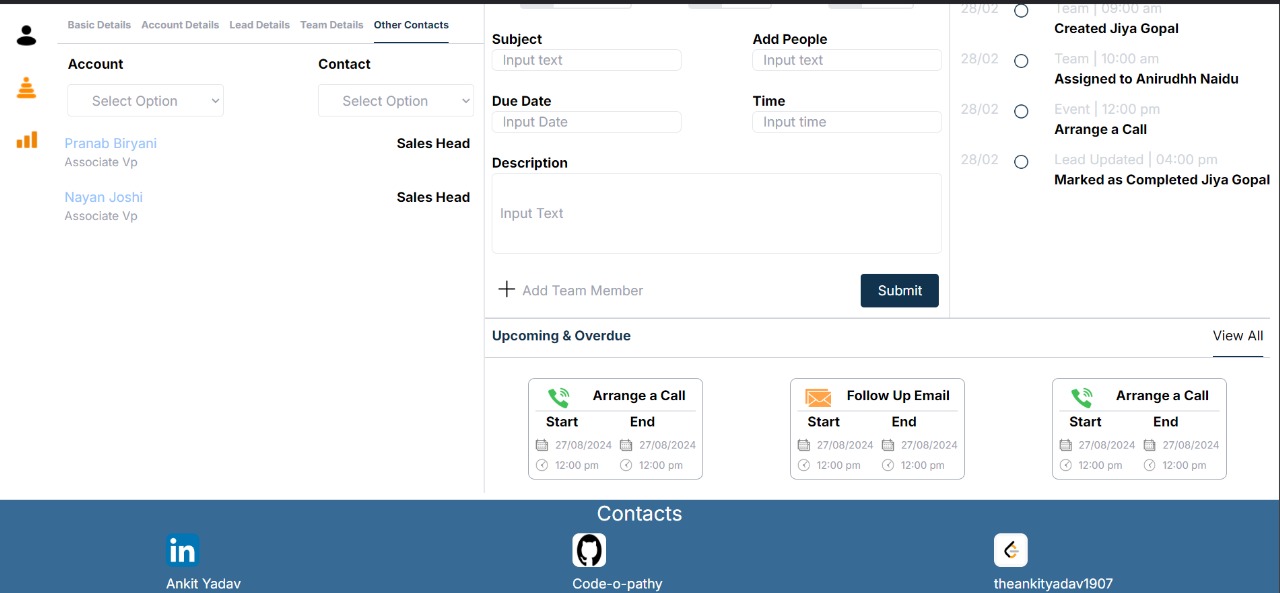 Basic Details Account Details Lead Details Team Details Other Contacts
Account Contact
Select Option Select Option
Pranab Biryani Sales Head
Associate Vp
Nayan Joshi Sales Head
Associate Vp
Subject Add People
Input text Input text
Due Date Time
Input Date Input time
Description
Input Text
Add Team Member Submit
28/02 Team | 09:00 am
Created Jiya Gopal
28/02 Team | 10:00 am
Assigned to Anirudhh Naidu
28/02 Event | 12:00 pm
Arrange a Call
28/02 Lead Updated | 04:00 pm
Marked as Completed Jiya Gopal
Upcoming & Overdue View All
Arrange a Call
Start End
27/08/2024 27/08/2024
12:00 pm 12:00 pm
Follow Up Email
Start End
27/08/2024 27/08/2024
12:00 pm 12:00 pm
Arrange a Call
Start End
27/08/2024 27/08/2024
12:00 pm 12:00 pm
Contacts
in
Ankit Yadav Code-o-pathy theankityadav1907